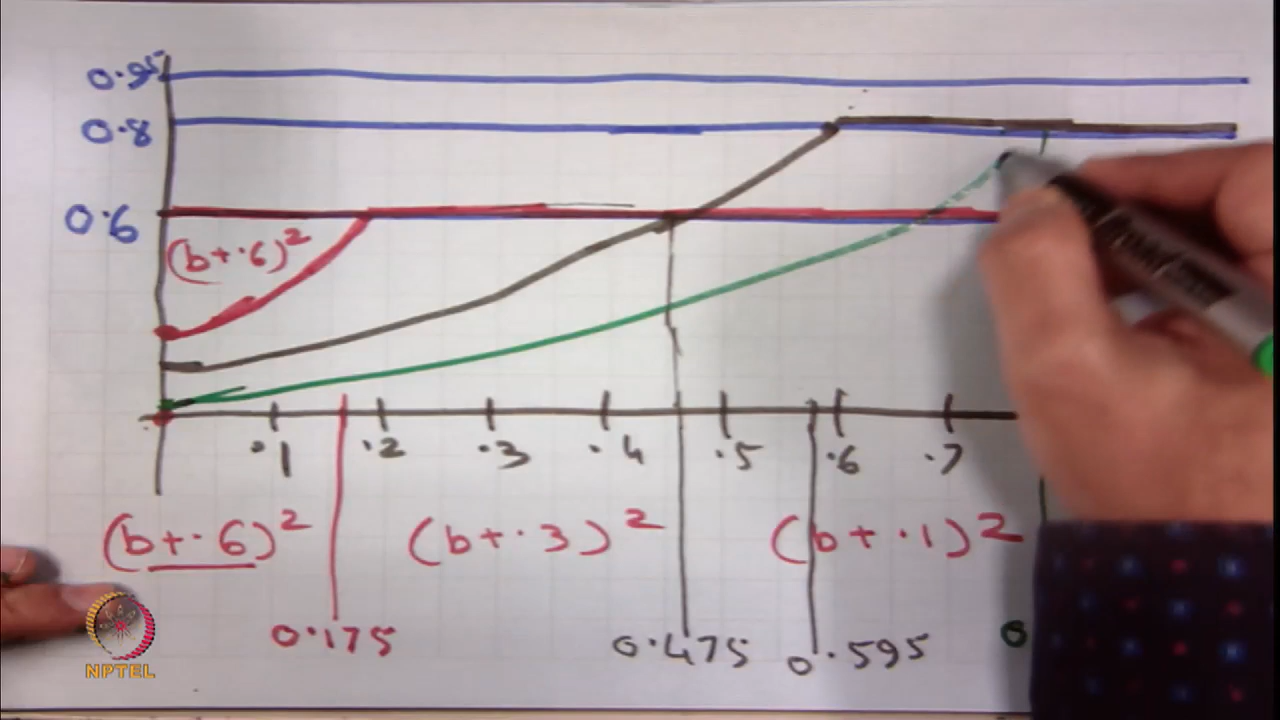 0.95
0.8
0.6
(b+.6)²
.1 .2 .3 .4 .5 .6 .7
(b+.6)² (b+.3)² (b+.1)²
0.175 0.475 0.595 0
NPTEL